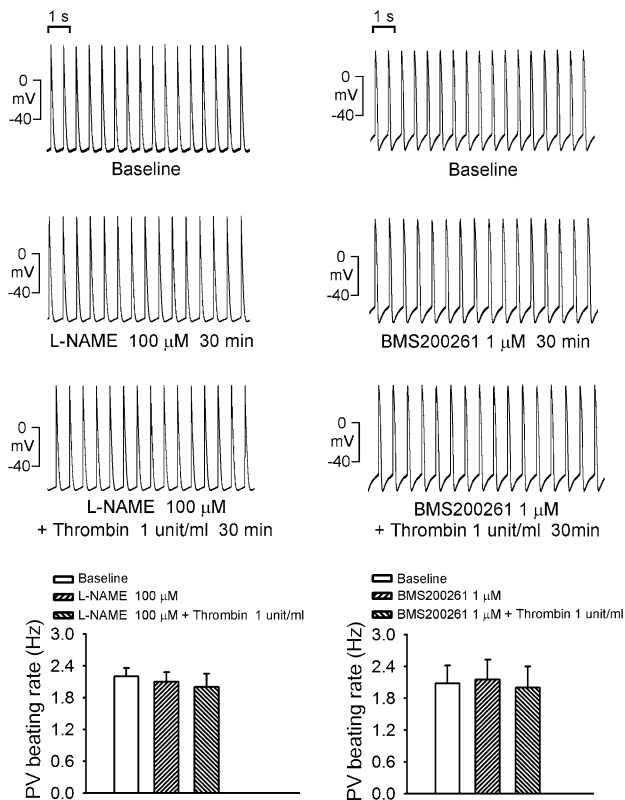 1 s
0
mV
-40
Baseline
1 s
0
mV
-40
Baseline
0
mV
-40
L-NAME 100 μM 30 min
0
mV
-40
BMS200261 1 μM 30 min
0
mV
-40
L-NAME 100 μM
+ Thrombin 1 unit/ml 30 min
0
mV
-40
BMS200261 1 μM
+ Thrombin 1 unit/ml 30min
Baseline
L-NAME 100 μM
L-NAME 100 μM + Thrombin 1 unit/ml
PV beating rate (Hz)
3.0
2.4
1.8
1.2
0.6
0.0
Baseline
BMS200261 1 μM
BMS200261 1 μM + Thrombin 1 unit/ml
PV beating rate (Hz)
3.0
2.4
1.8
1.2
0.6
0.0